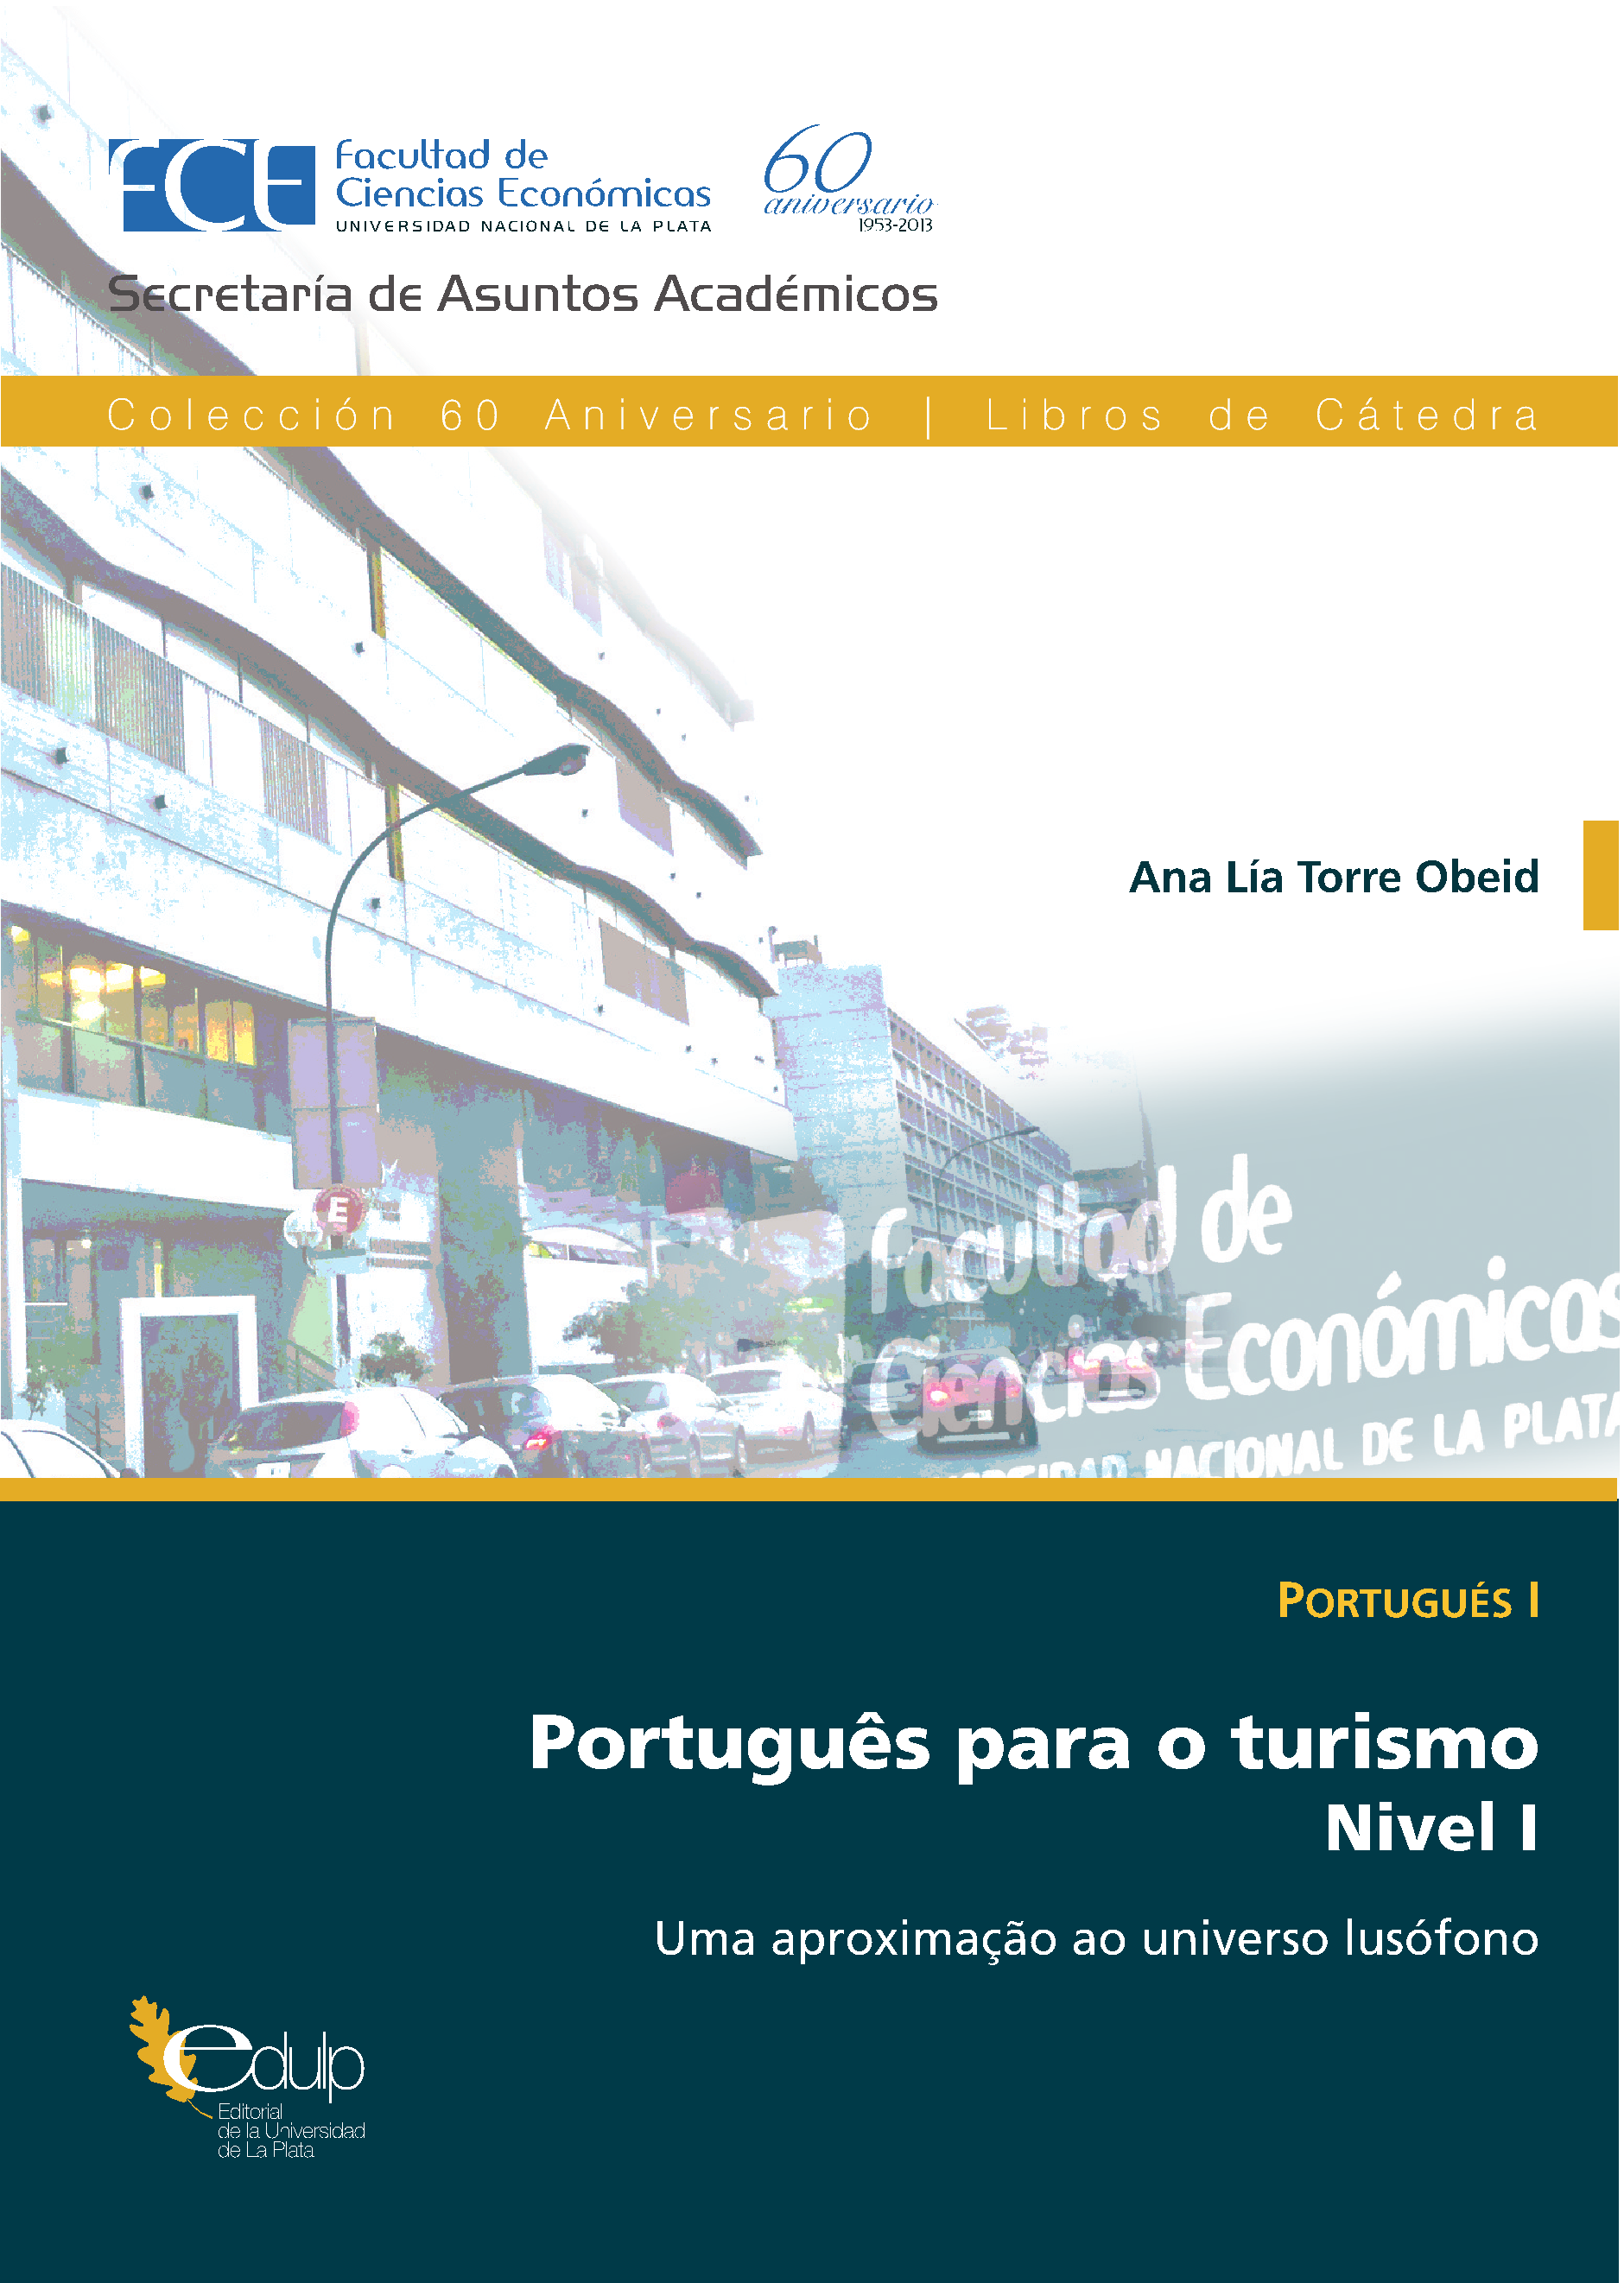 FCE
Facultad de
Ciencias Económicas
UNIVERSIDAD NACIONAL DE LA PLATA
60
aniversario
1953-2013
Secretaría de Asuntos Académicos
Colección 60 Aniversario | Libros de Cátedra
Ana Lía Torre Obeid
E
Facultad de
Ciencias Económicas
NACIONAL DE LA PLATA
PORTUGUÉS I
Português para o turismo
Nivel I
Uma aproximação ao universo lusófono
edulp
Editorial
de la Universidad
de La Plata